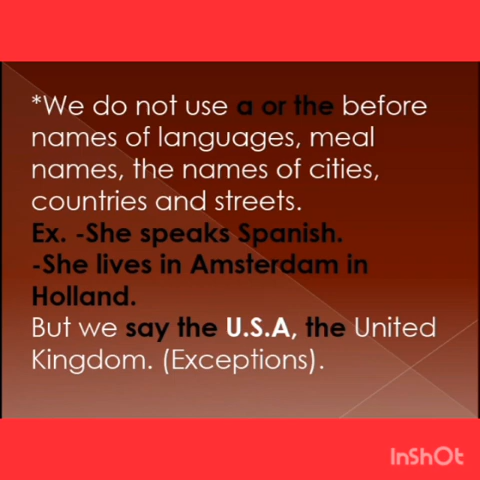 *We do not use a or the before
names of languages, meal
names, the names of cities,
countries and streets.
Ex. -She speaks Spanish.
-She lives in Amsterdam in
Holland.
But we say the U.S.A, the United
Kingdom. (Exceptions).
InShOt